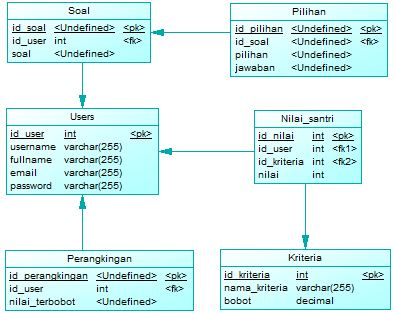 Soal
id_soal <Undefined> <pk>
id_user int <fk>
soal <Undefined>
Pilihan
id_pilihan <Undefined> <pk>
id_soal <Undefined> <fk>
pilihan <Undefined>
jawaban <Undefined>
Users
id_user int <pk>
username varchar(255)
fullname varchar(255)
email varchar(255)
password varchar(255)
Nilai_santri
id_nilai int <pk>
id_user int <fk1>
id_kriteria int <fk2>
nilai int
Perangkingan
id_perangkingan <Undefined> <pk>
id_user int <fk>
nilai_terbobot <Undefined>
Kriteria
id_kriteria int <pk>
nama_kriteria varchar(255)
bobot decimal